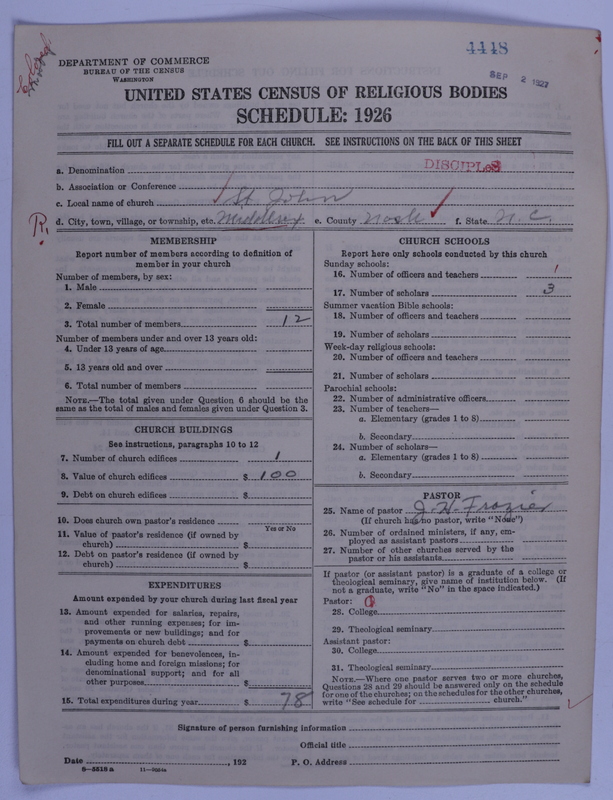 4448
SEP 2 1927
DEPARTMENT OF COMMERCE
BUREAU OF THE CENSUS
WASHINGTON
UNITED STATES CENSUS OF RELIGIOUS BODIES
SCHEDULE: 1926
FILL OUT A SEPARATE SCHEDULE FOR EACH CHURCH. SEE INSTRUCTIONS ON THE BACK OF THIS SHEET
a. Denomination DISCIPLES
b. Association or Conference
c. Local name of church St. John
d. City, town, village, or township, etc. Middlesex e. County Nash f. State N.C.
MEMBERSHIP
Report number of members according to definition of
member in your church
Number of members, by sex:
1. Male
2. Female
3. Total number of members 12
Number of members under and over 13 years old:
4. Under 13 years of age
5. 13 years old and over
6. Total number of members
NOTE.—The total given under Question 6 should be the
same as the total of males and females given under Question 3.
CHURCH BUILDINGS
See instructions, paragraphs 10 to 12
7. Number of church edifices 1
8. Value of church edifices $ 100
9. Debt on church edifices $
10. Does church own pastor's residence
Yes or No
11. Value of pastor's residence (if owned by
church) $
12. Debt on pastor's residence (if owned by
church) $
EXPENDITURES
Amount expended by your church during last fiscal year
13. Amount expended for salaries, repairs,
and other running expenses; for im-
provements or new buildings; and for
payments on church debt $
14. Amount expended for benevolences, in-
cluding home and foreign missions; for
denominational support; and for all
other purposes $
15. Total expenditures during year $ 78
CHURCH SCHOOLS
Report here only schools conducted by this church
Sunday schools:
16. Number of officers and teachers 1
17. Number of scholars 3
Summer vacation Bible schools:
18. Number of officers and teachers
19. Number of scholars
Week-day religious schools:
20. Number of officers and teachers
21. Number of scholars
Parochial schools:
22. Number of administrative officers
23. Number of teachers—
a. Elementary (grades 1 to 8)
b. Secondary
24. Number of scholars—
a. Elementary (grades 1 to 8)
b. Secondary
PASTOR
25. Name of pastor J. H. Frozier
(If church has no pastor, write "None")
26. Number of ordained ministers, if any, em-
ployed as assistant pastors
27. Number of other churches served by the
pastor or his assistants
If pastor (or assistant pastor) is a graduate of a college or
theological seminary, give name of institution below. (If
not a graduate, write "No" in the space indicated.)
Pastor:
28. College
29. Theological seminary
Assistant pastor:
30. College
31. Theological seminary
NOTE.—Where one pastor serves two or more churches,
Questions 28 and 29 should be answered only on the schedule
for one of the churches; on the schedules for the other churches,
write "See schedule for church."
Signature of person furnishing information
Official title
Date , 192 P. O. Address
8—5518 a